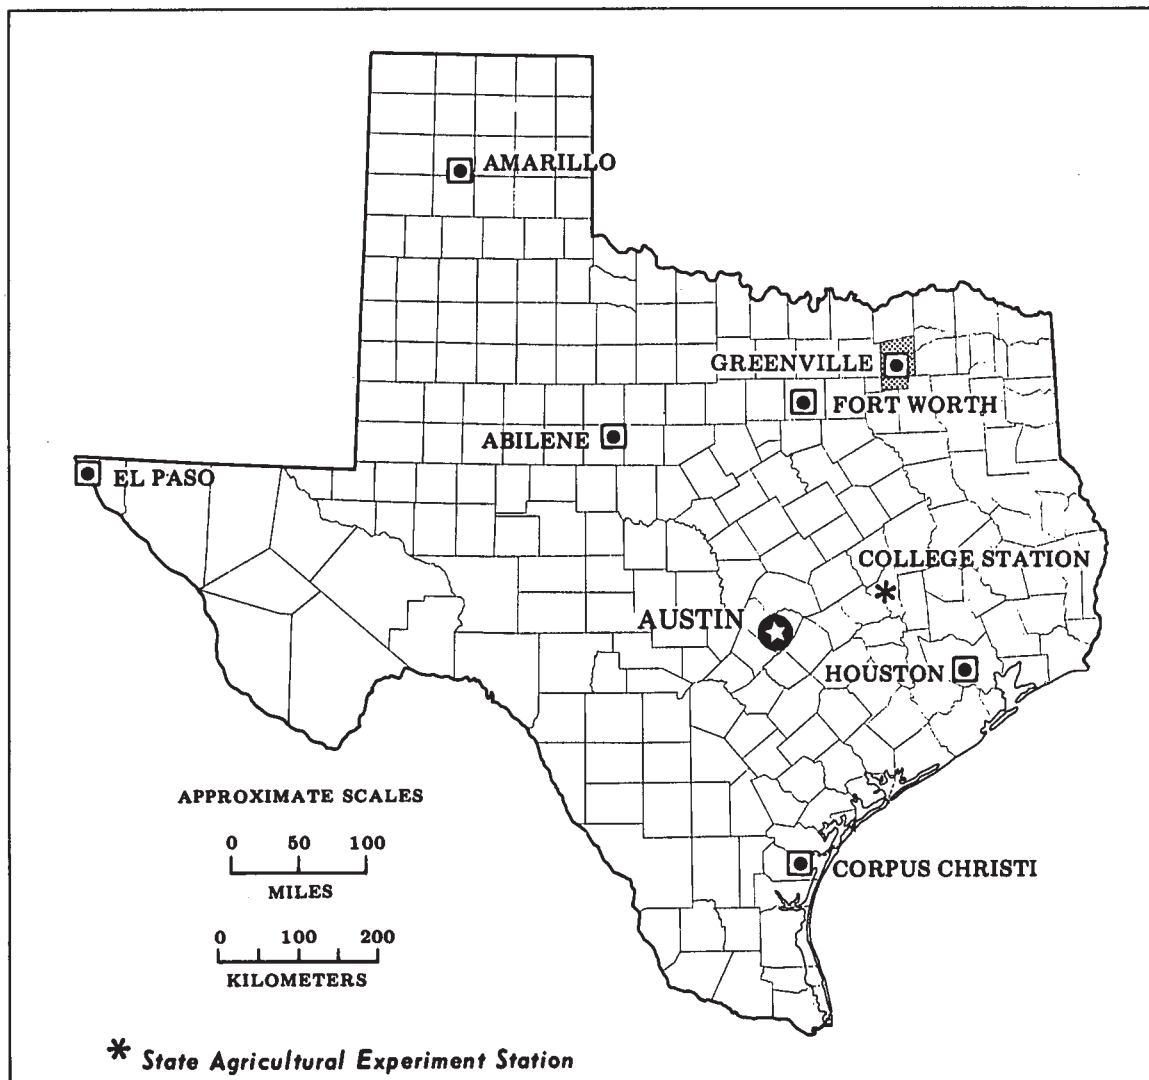 AMARILLO
GREENVILLE
FORT WORTH
ABILENE
EL PASO
COLLEGE STATION
*
AUSTIN
HOUSTON
APPROXIMATE SCALES
0 50 100
MILES
CORPUS CHRISTI
0 100 200
KILOMETERS
* State Agricultural Experiment Station